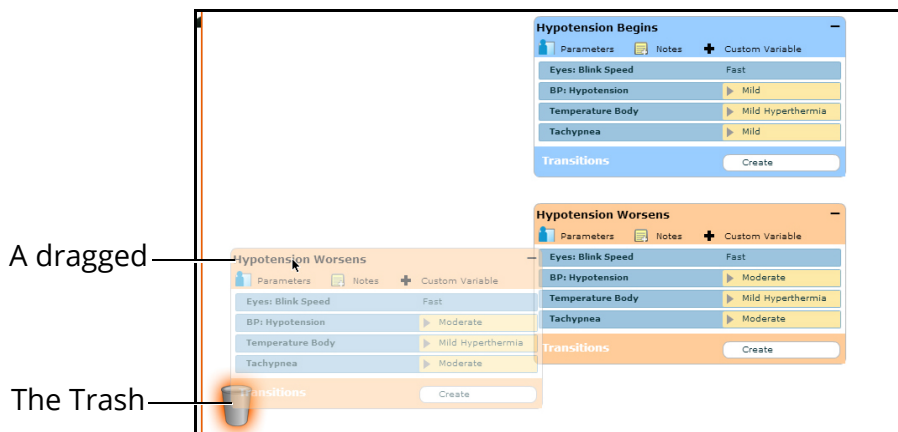 Hypotension Begins
Parameters Notes Custom Variable
Eyes: Blink Speed Fast
BP: Hypotension Mild
Temperature Body Mild Hyperthermia
Tachypnea Mild
Transitions Create
Hypotension Worsens
Parameters Notes Custom Variable
Eyes: Blink Speed Fast
BP: Hypotension Moderate
Temperature Body Mild Hyperthermia
Tachypnea Moderate
Transitions Create
A dragged
Hypotension Worsens
Parameters Notes Custom Variable
Eyes: Blink Speed Fast
BP: Hypotension Moderate
Temperature Body Mild Hyperthermia
Tachypnea Moderate
Transitions Create
The Trash